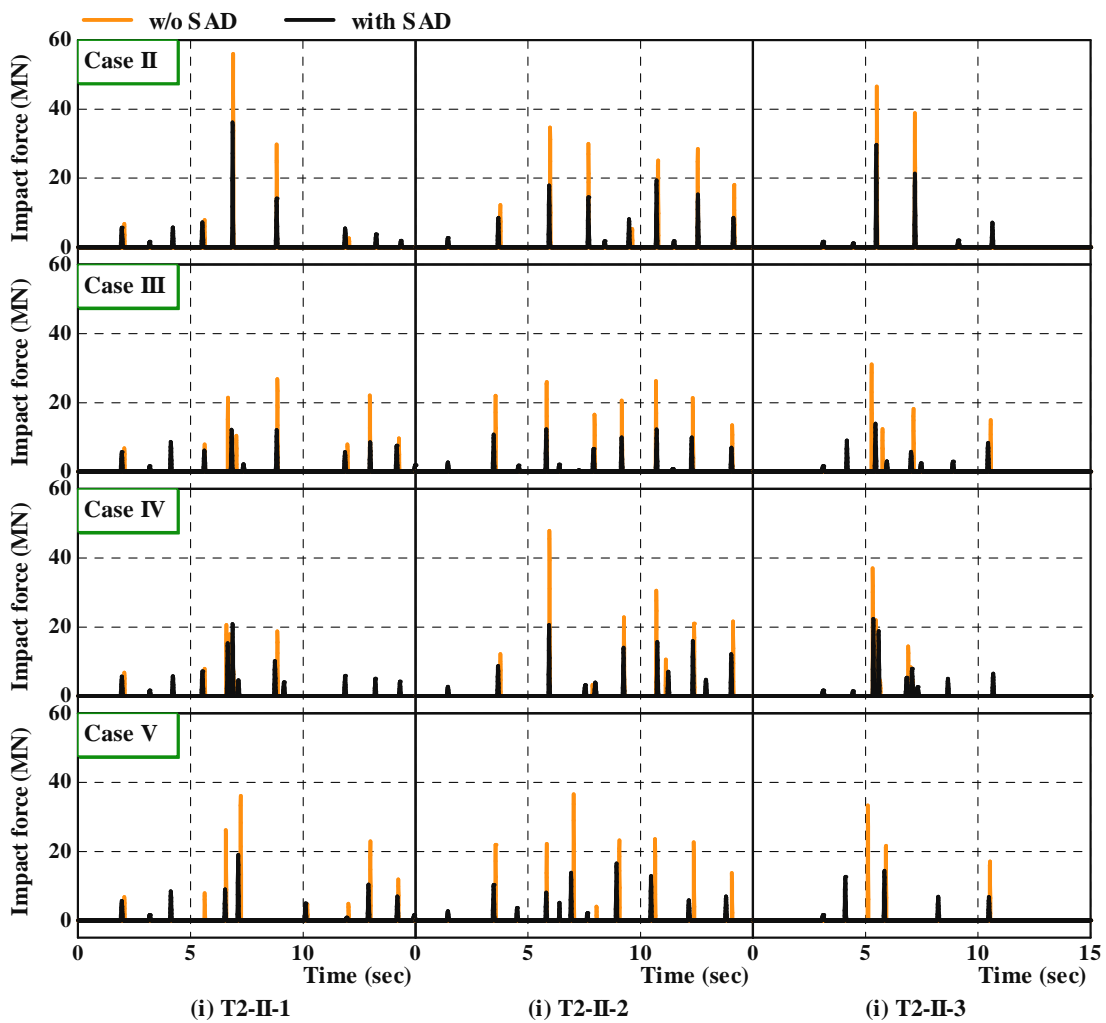 w/o SAD with SAD
60
Case II
Impact force (MN)
40
20
0
60
Case III
Impact force (MN)
40
20
0
60
Case IV
Impact force (MN)
40
20
0
60
Case V
Impact force (MN)
40
20
0
0 5 10 0 5 10 0 5 10 15
Time (sec) Time (sec) Time (sec)
(i) T2-II-1 (i) T2-II-2 (i) T2-II-3